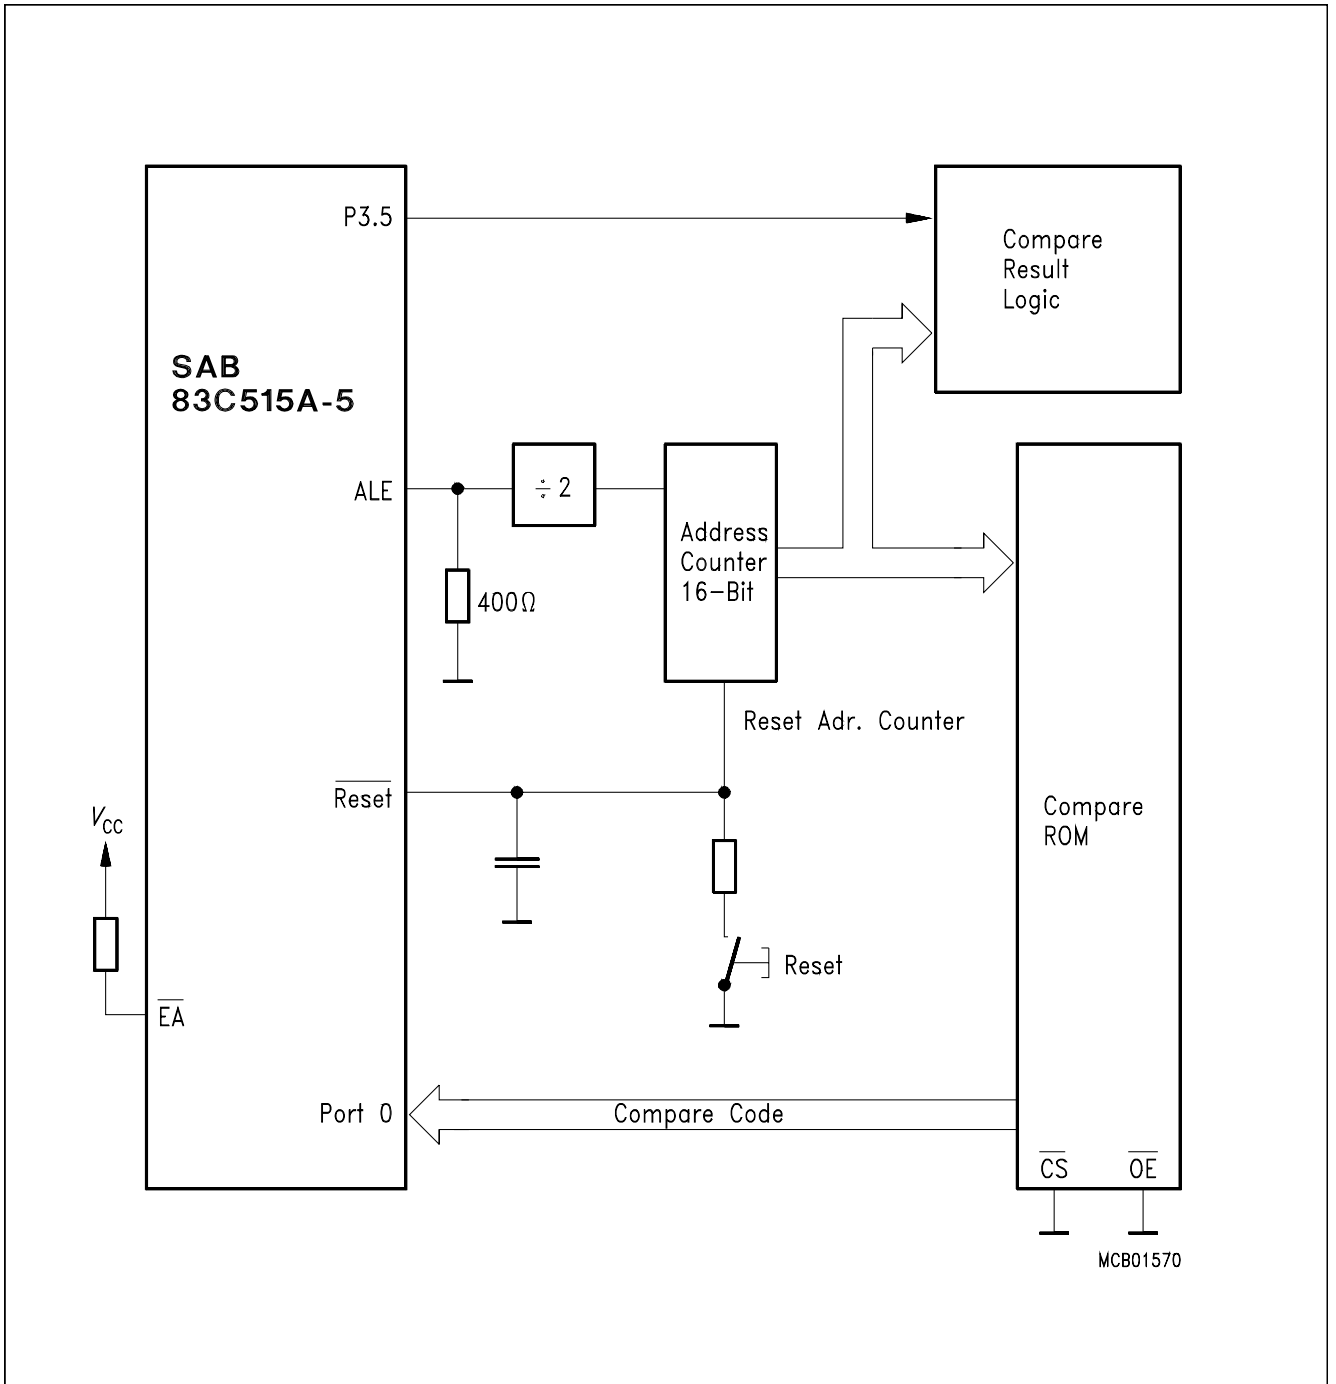 P3.5
Compare
Result
Logic
SAB
83C515A-5
ALE
÷ 2
Address
Counter
16-Bit
400Ω
Reset Adr. Counter
Reset
VCC
Compare
ROM
Reset
EA
Port 0
Compare Code
CS
OE
MCB01570